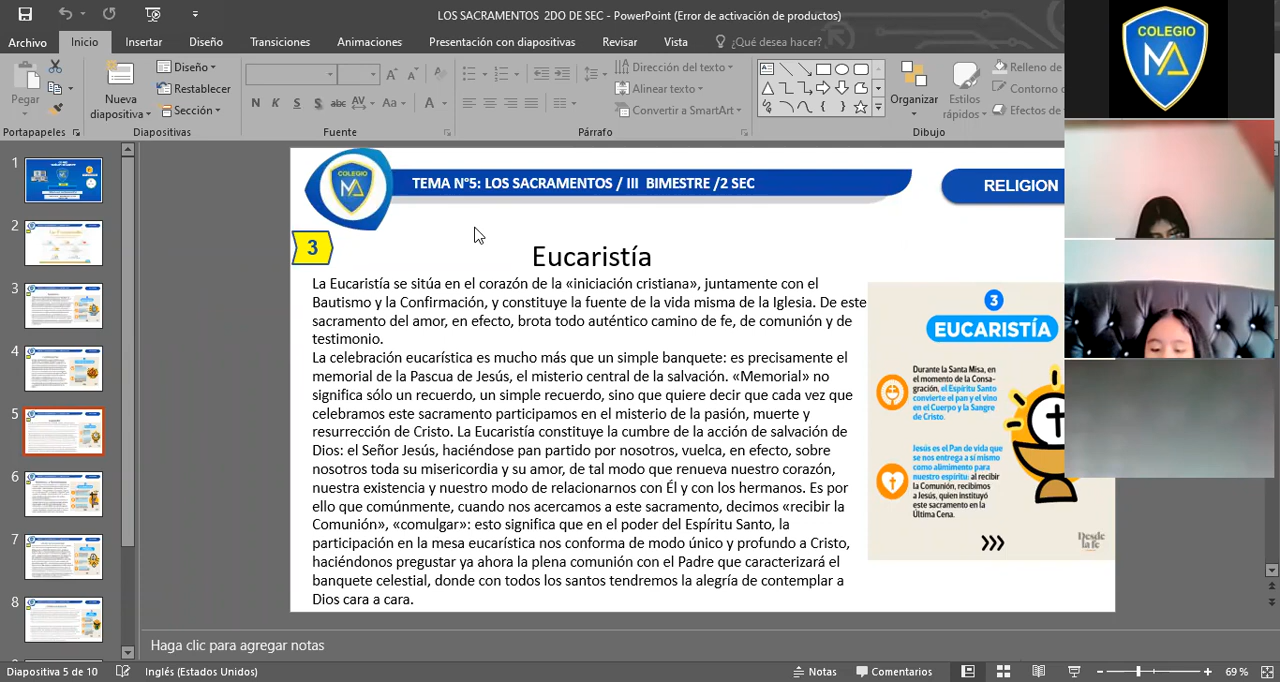 LOS SACRAMENTOS 2DO DE SEC - PowerPoint (Error de activación de productos)
Archivo Inicio Insertar Diseño Transiciones Animaciones Presentación con diapositivas Revisar Vista ¿Qué desea hacer?
Pegar
Portapapeles
Nueva diapositiva
Diseño
Restablecer
Sección
Diapositivas
N K S S abc AV Aa A
Fuente
Dirección del texto
Alinear texto
Convertir a SmartArt
Párrafo
Organizar
Estilos rápidos
Relleno de
Contorno
Efectos de
Dibujo
COLEGIO
MA
1
2
3
4
5
6
7
8
TEMA N°5: LOS SACRAMENTOS / III BIMESTRE /2 SEC
RELIGION
3
Eucaristía
La Eucaristía se sitúa en el corazón de la «iniciación cristiana», juntamente con el
Bautismo y la Confirmación, y constituye la fuente de la vida misma de la Iglesia. De este
sacramento del amor, en efecto, brota todo auténtico camino de fe, de comunión y de
testimonio.
La celebración eucarística es mucho más que un simple banquete: es precisamente el
memorial de la Pascua de Jesús, el misterio central de la salvación. «Memorial» no
significa sólo un recuerdo, un simple recuerdo, sino que quiere decir que cada vez que
celebramos este sacramento participamos en el misterio de la pasión, muerte y
resurrección de Cristo. La Eucaristía constituye la cumbre de la acción de salvación de
Dios: el Señor Jesús, haciéndose pan partido por nosotros, vuelca, en efecto, sobre
nosotros toda su misericordia y su amor, de tal modo que renueva nuestro corazón,
nuestra existencia y nuestro modo de relacionarnos con Él y con los hermanos. Es por
ello que comúnmente, cuando nos acercamos a este sacramento, decimos «recibir la
Comunión», «comulgar»: esto significa que en el poder del Espíritu Santo, la
participación en la mesa eucarística nos conforma de modo único y profundo a Cristo,
haciéndonos pregustar ya ahora la plena comunión con el Padre que caracterizará el
banquete celestial, donde con todos los santos tendremos la alegría de contemplar a
Dios cara a cara.
3
EUCARISTÍA
Durante la Santa Misa, en
el momento de la Consa-
gración, el Espíritu Santo
convierte el pan y el vino
en el Cuerpo y la Sangre
de Cristo.
Jesús es el Pan de vida que
se nos entrega a sí mismo
como alimento para
nuestro espíritu: al recibir
la Comunión, recibimos
a Jesús, quien instituyó
este sacramento en la
Última Cena.
Desde
la fe
Haga clic para agregar notas
Diapositiva 5 de 10 Inglés (Estados Unidos) Notas Comentarios 69 %